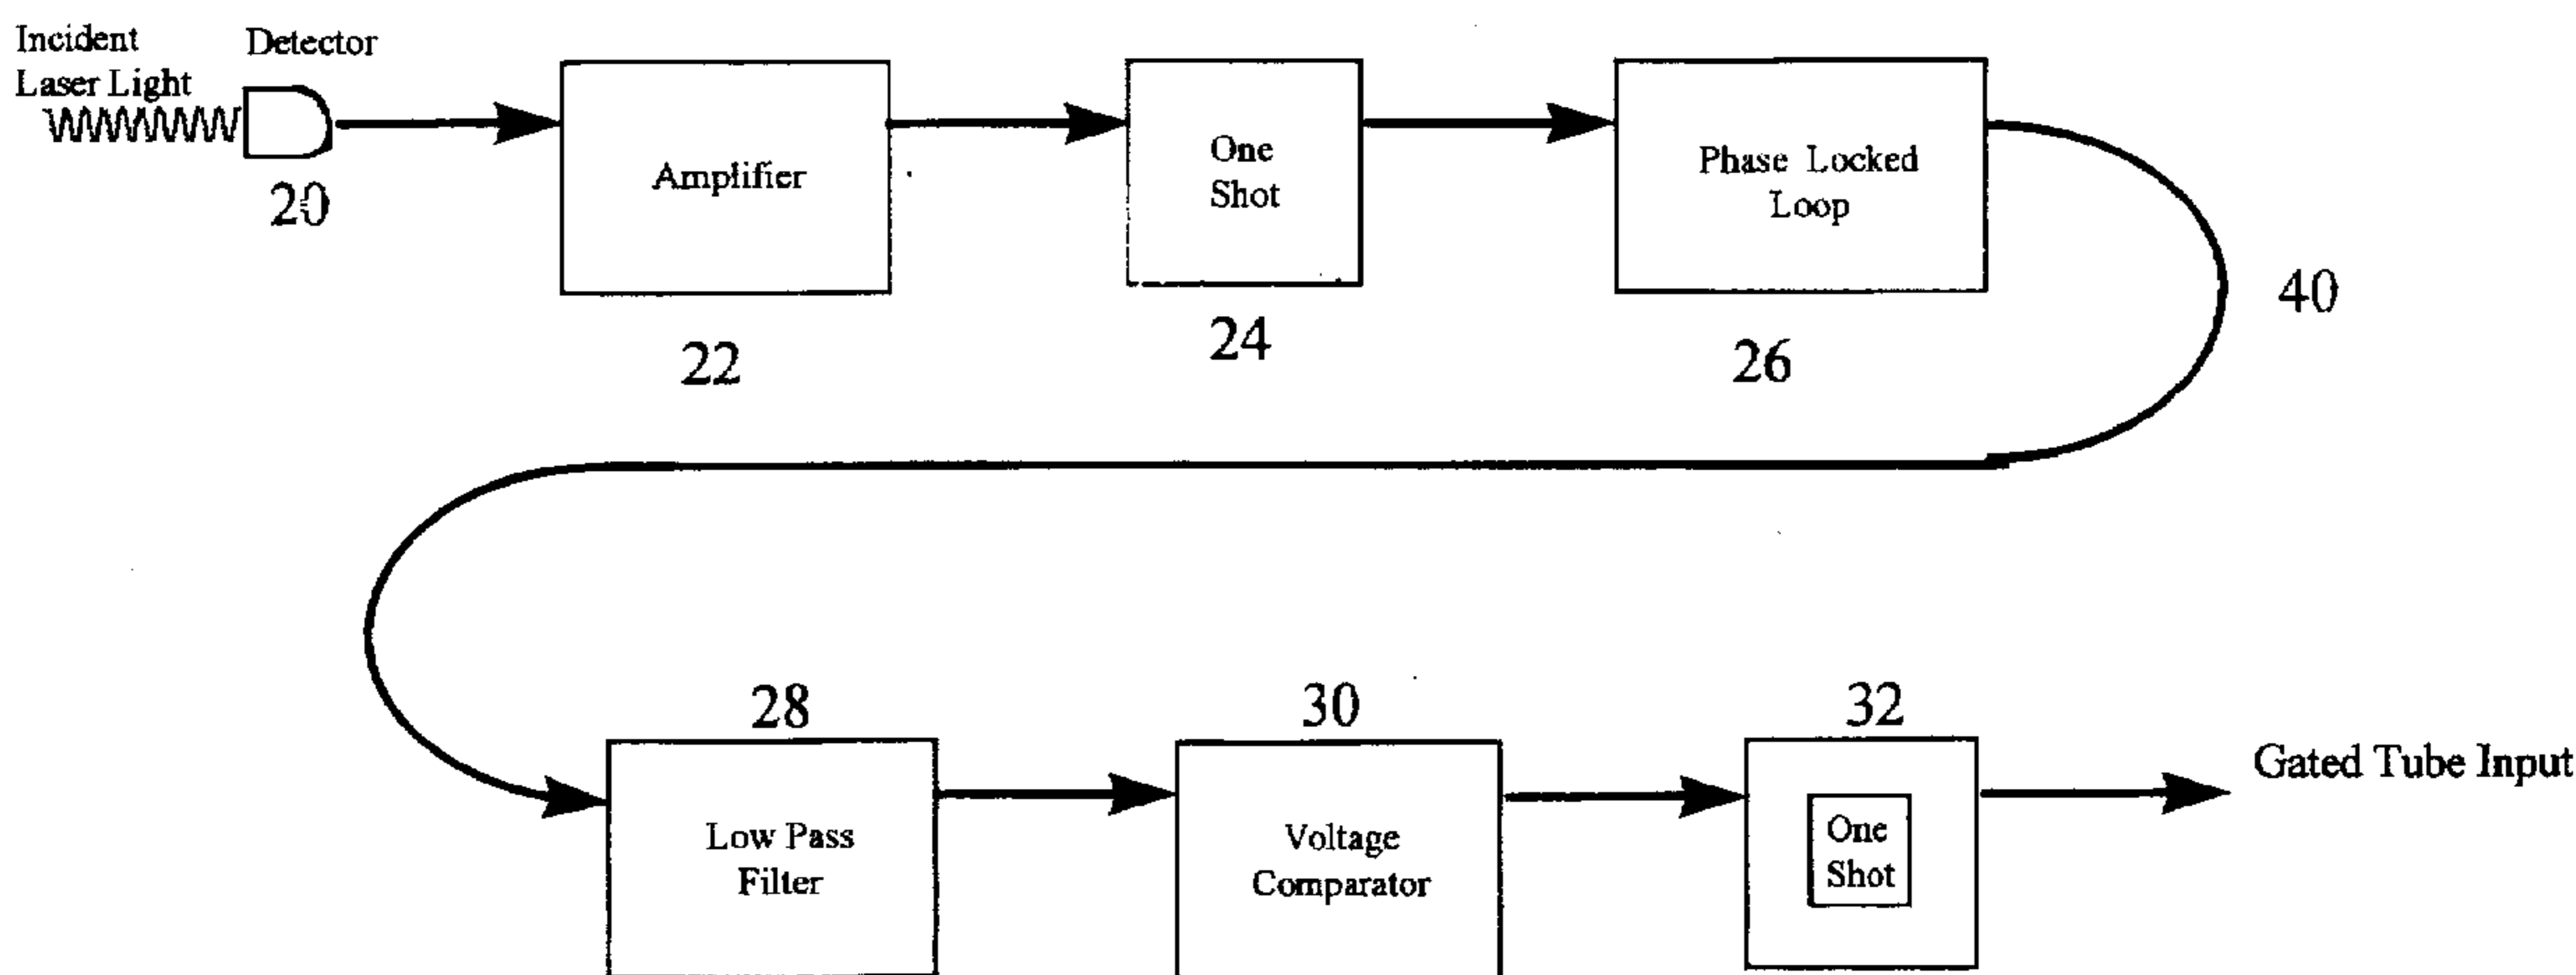 Incident
Laser Light
Detector
20
Amplifier
22
One
Shot
24
Phase Locked
Loop
26
40
28
Low Pass
Filter
30
Voltage
Comparator
32
One
Shot
Gated Tube Input